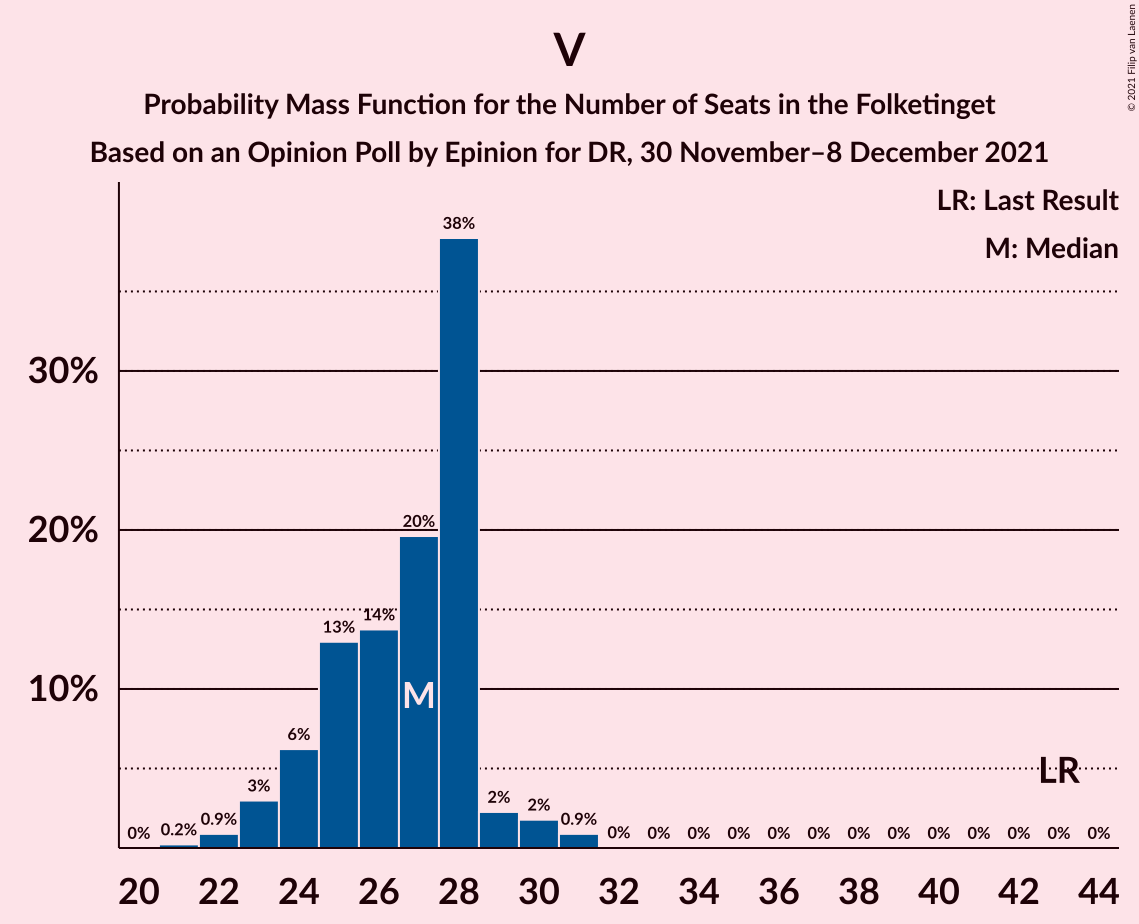 © 2021 Filip van Laenen
V
Probability Mass Function for the Number of Seats in the Folketinget
Based on an Opinion Poll by Epinion for DR, 30 November–8 December 2021
LR: Last Result
M: Median
30%
20%
10%
0% 0.2% 0.9% 3% 6% 13% 14% 20% 38% 2% 2% 0.9% 0% 0% 0% 0% 0% 0% 0% 0% 0% 0% 0% 0% 0%
M
LR
20 22 24 26 28 30 32 34 36 38 40 42 44